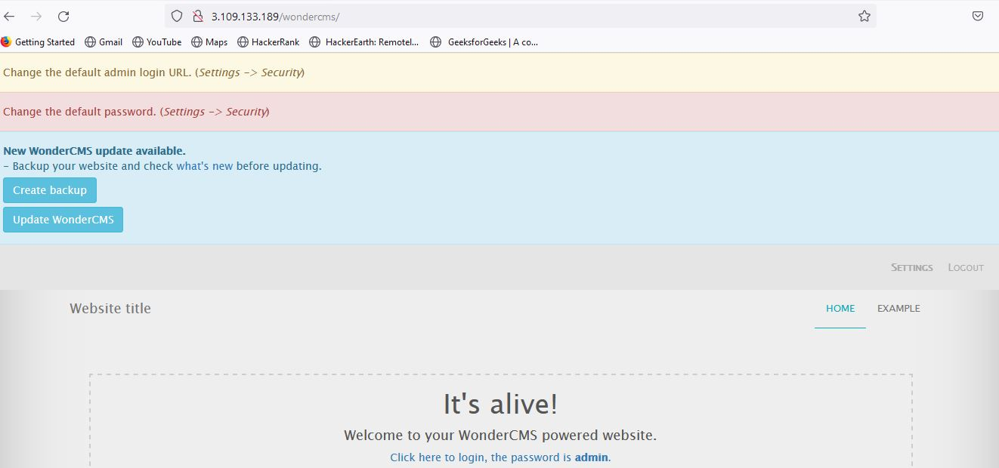 3.109.133.189/wondercms/
Getting Started Gmail YouTube Maps HackerRank HackerEarth: Remotel... GeeksforGeeks | A co...
Change the default admin login URL. (Settings -> Security)
Change the default password. (Settings -> Security)
New WonderCMS update available.
- Backup your website and check what's new before updating.
Create backup
Update WonderCMS
SETTINGS LOGOUT
Website title HOME EXAMPLE
It's alive!
Welcome to your WonderCMS powered website.
Click here to login, the password is admin.